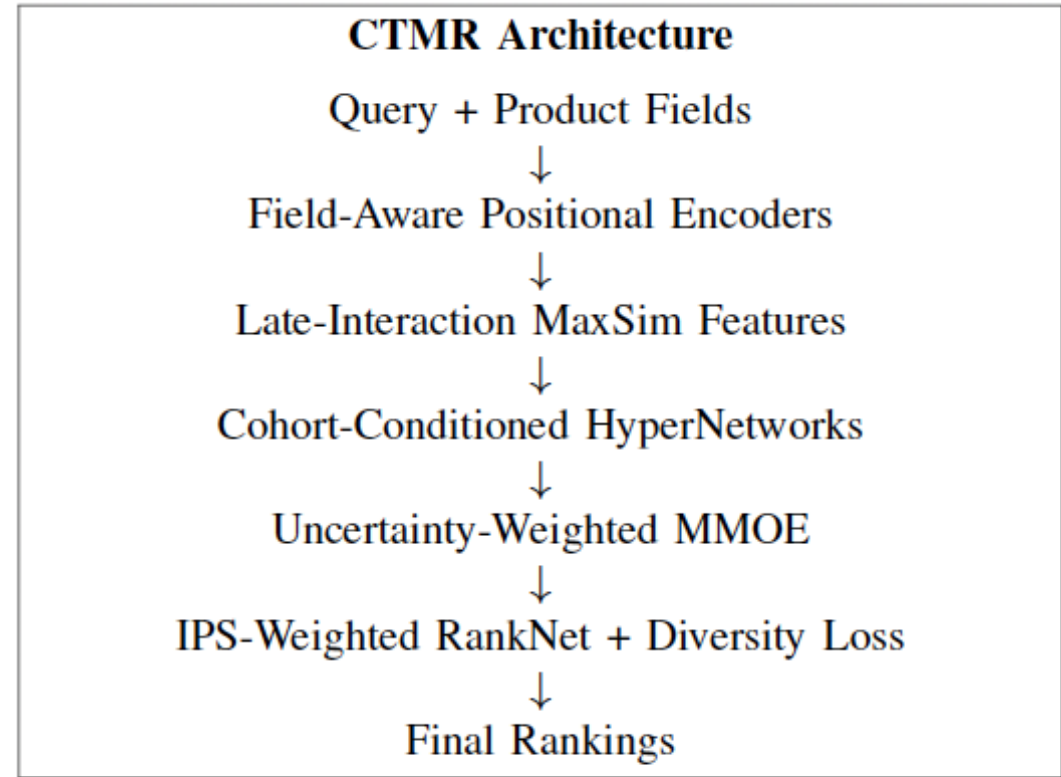 CTMR Architecture
Query + Product Fields
↓
Field-Aware Positional Encoders
↓
Late-Interaction MaxSim Features
↓
Cohort-Conditioned HyperNetworks
↓
Uncertainty-Weighted MMOE
↓
IPS-Weighted RankNet + Diversity Loss
↓
Final Rankings